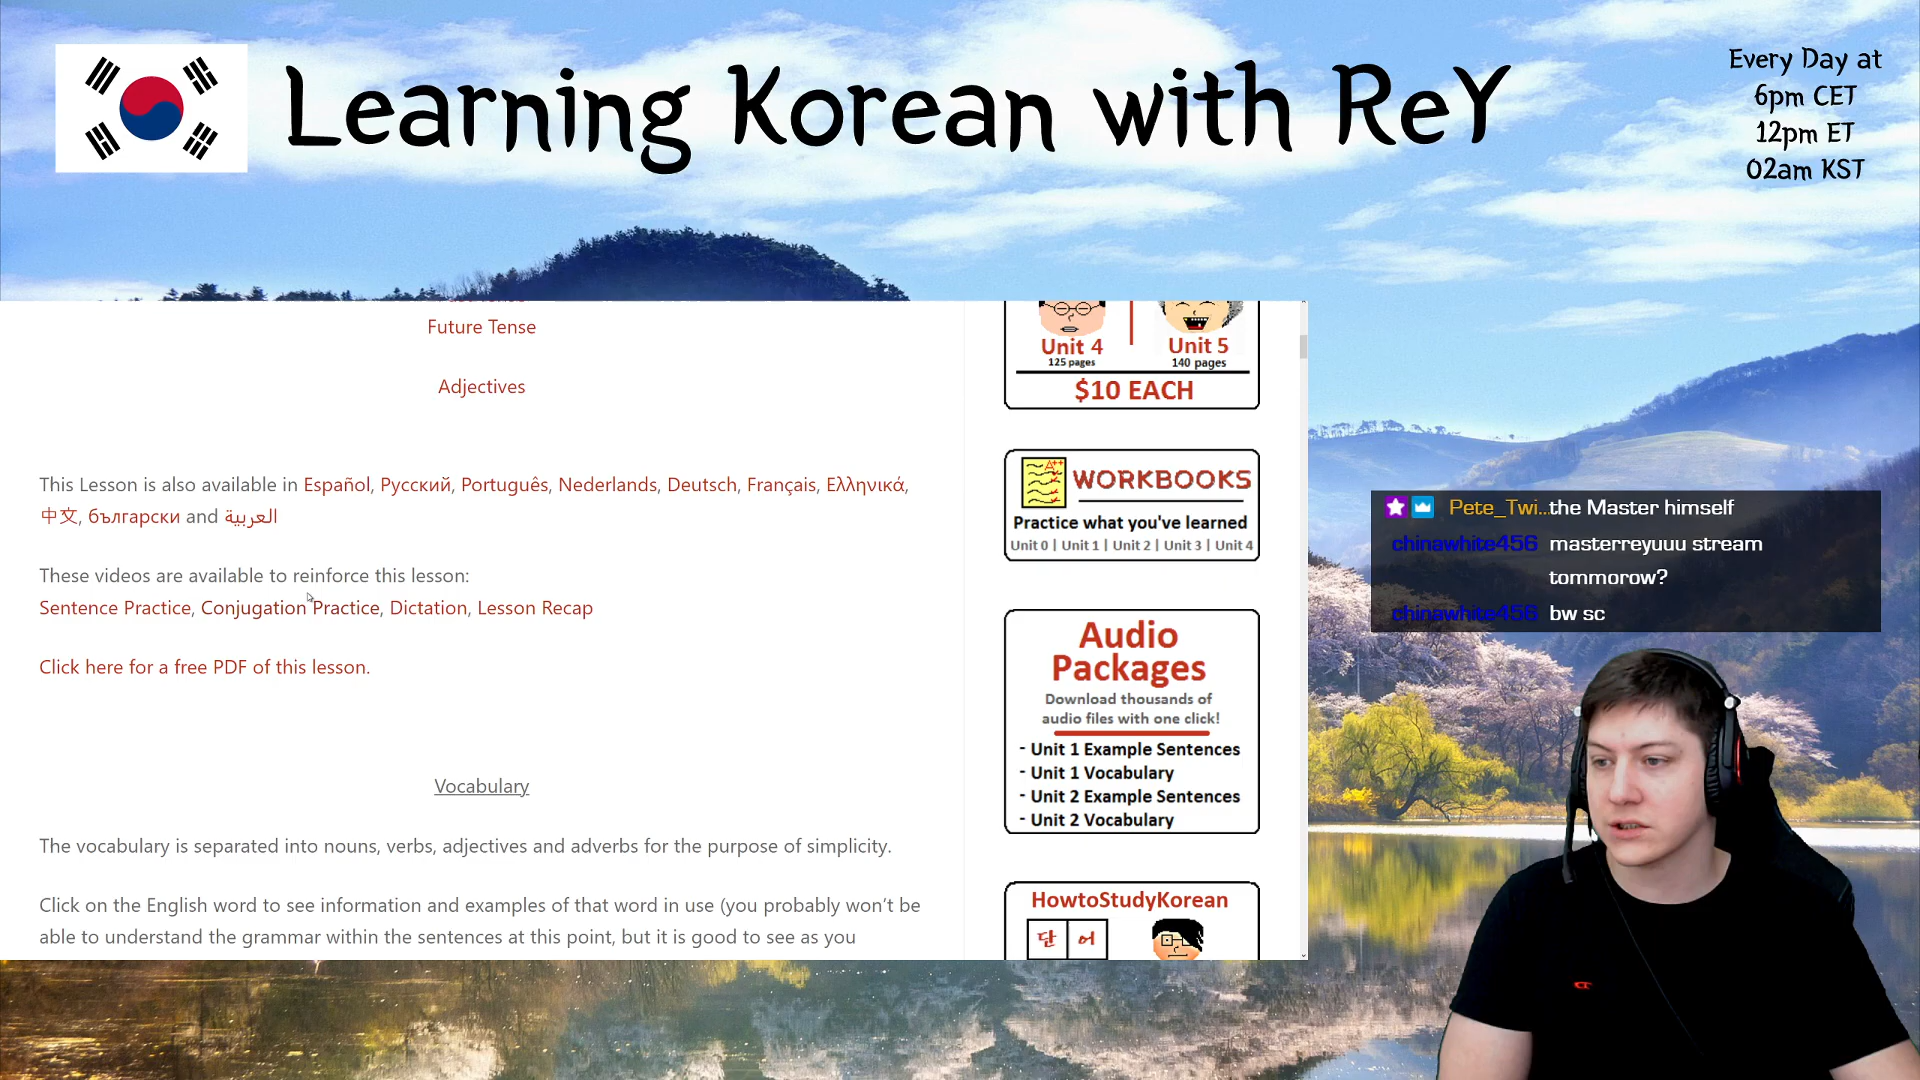 Learning Korean with ReY
Every Day at
6pm CET
12pm ET
02am KST
Future Tense
Adjectives
This Lesson is also available in Español, Русский, Português, Nederlands, Deutsch, Français, Ελληνικά,
中文, български and العربية
These videos are available to reinforce this lesson:
Sentence Practice, Conjugation Practice, Dictation, Lesson Recap
Click here for a free PDF of this lesson.
Vocabulary
The vocabulary is separated into nouns, verbs, adjectives and adverbs for the purpose of simplicity.
Click on the English word to see information and examples of that word in use (you probably won't be
able to understand the grammar within the sentences at this point, but it is good to see as you
Unit 4
125 pages
Unit 5
140 pages
$10 EACH
A++
WORKBOOKS
Practice what you've learned
Unit 0 | Unit 1 | Unit 2 | Unit 3 | Unit 4
Audio
Packages
Download thousands of
audio files with one click!
- Unit 1 Example Sentences
- Unit 1 Vocabulary
- Unit 2 Example Sentences
- Unit 2 Vocabulary
HowtoStudyKorean
단 어
Pete_Twi... the Master himself
chinawhite456 masterreyuuu stream
tommorow?
chinawhite456 bw sc